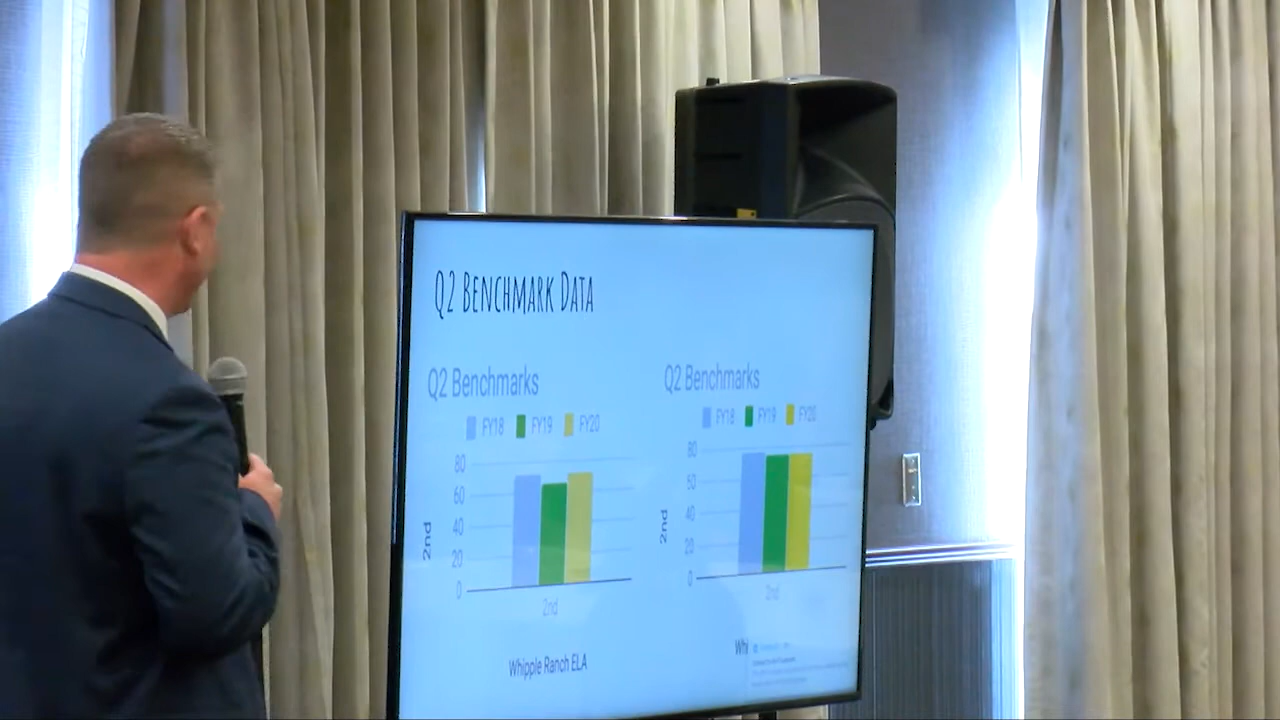 Q2 BENCHMARK DATA
Q2 Benchmarks
FY18 FY19 FY20
80
60
40
20
0
2nd
2nd
Whipple Ranch ELA
Q2 Benchmarks
FY18 FY19 FY20
80
60
40
20
0
2nd
2nd
Whi